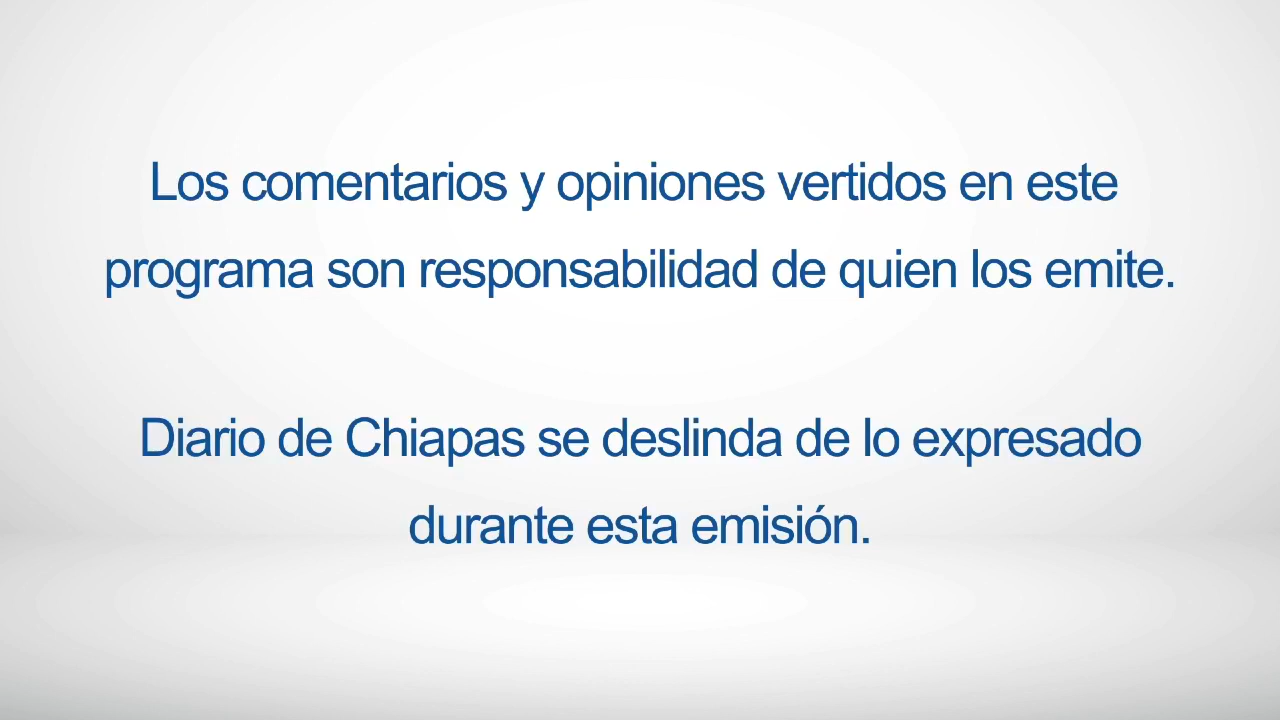 Los comentarios y opiniones vertidos en este
programa son responsabilidad de quien los emite.
Diario de Chiapas se deslinda de lo expresado
durante esta emisión.